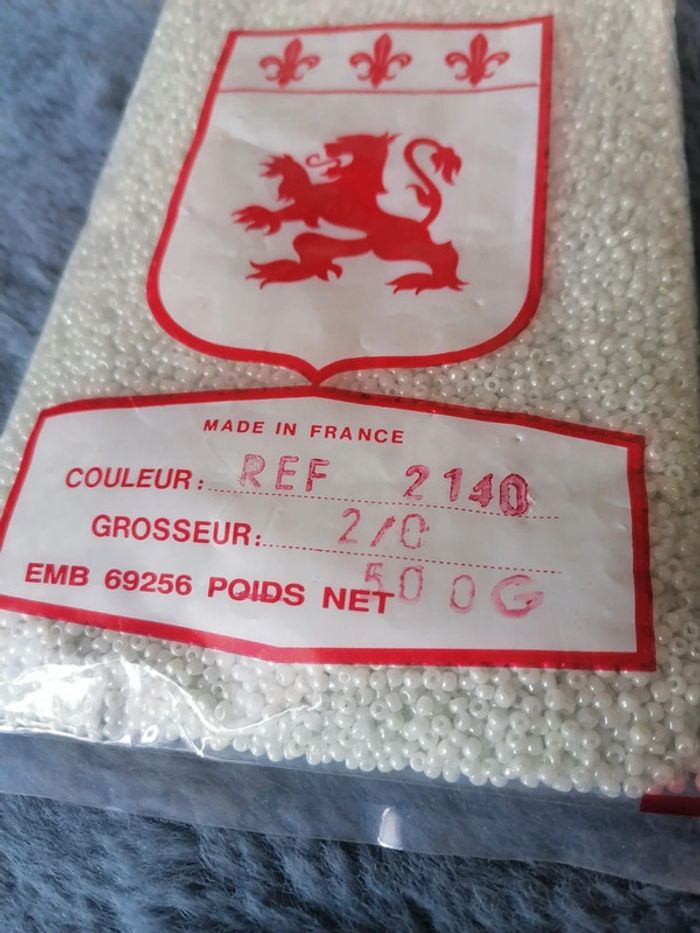 MADE IN FRANCE
COULEUR: REF 2140
GROSSEUR: 2/0
EMB 69256 POIDS NET 500G